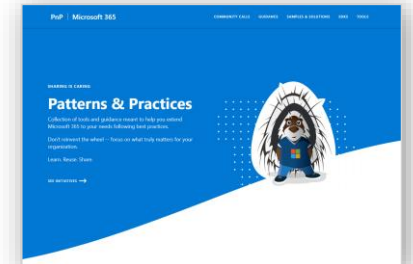 PnP | Microsoft 365
COMMUNITY CALLS GUIDANCE SAMPLES & SOLUTIONS SDKS TOOLS
SHARING IS CARING
Patterns & Practices
Collection of tools and guidance meant to help you extend
Microsoft 365 to your needs following best practices.
Don't reinvent the wheel — focus on what truly matters for your
organization.
Learn. Reuse. Share.
SEE INITIATIVES